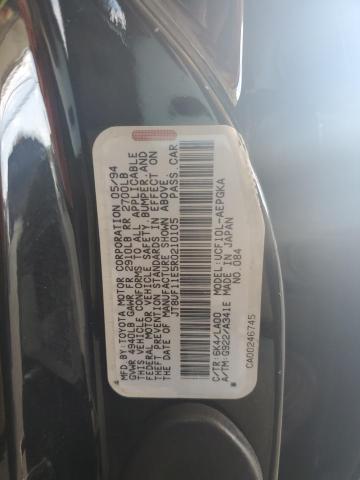 MFD. BY: TOYOTA MOTOR CORPORATION 05/94
GVWR 4940LB GAWR FR 2910LB RR 2700LB
THIS VEHICLE CONFORMS TO ALL APPLICABLE
FEDERAL MOTOR VEHICLE SAFETY, BUMPER, AND
THEFT PREVENTION STANDARDS IN EFFECT ON
THE DATE OF MANUFACTURE SHOWN ABOVE.
JT8UF11E5R0210105 PASS. CAR
C/TR:6K4/LA00 MODEL:UCF10L-AEPGKA
A/TM:G922/A341E MADE IN JAPAN
NO.084
CA00246745